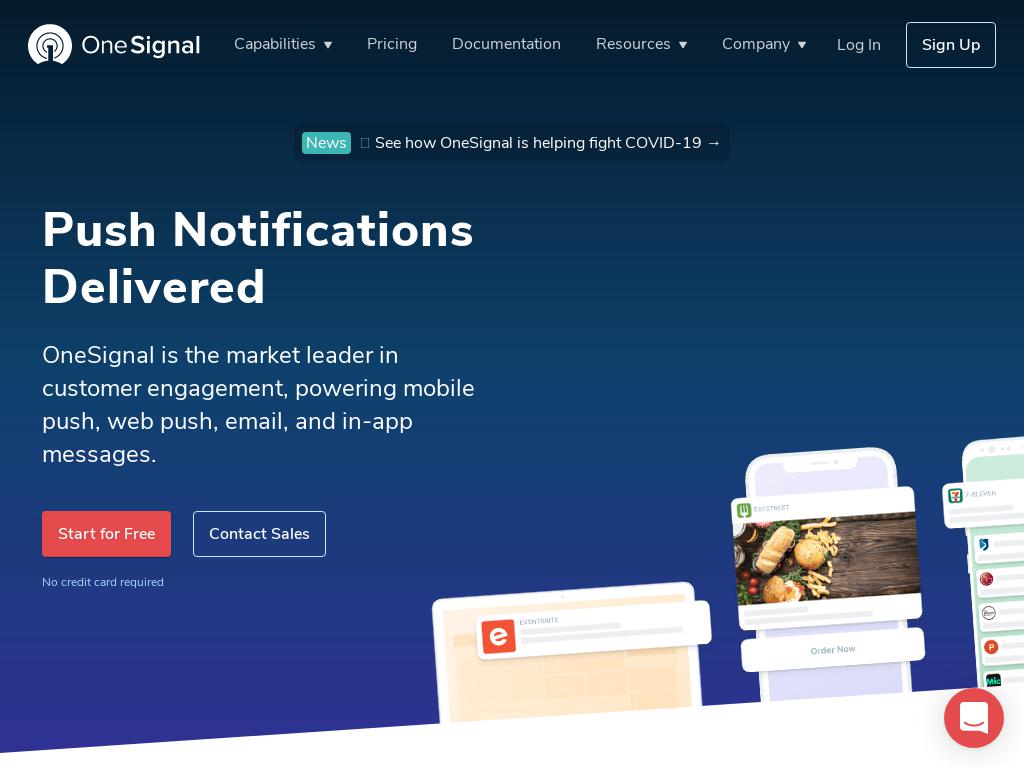 OneSignal
Capabilities ▼
Pricing
Documentation
Resources ▼
Company ▼
Log In
Sign Up
News
See how OneSignal is helping fight COVID-19 →
Push Notifications
Delivered
OneSignal is the market leader in
customer engagement, powering mobile
push, web push, email, and in-app
messages.
Start for Free
Contact Sales
No credit card required
EATSTREET
7-ELEVEN
EVENTBRITE
e
Order Now
P
Mic